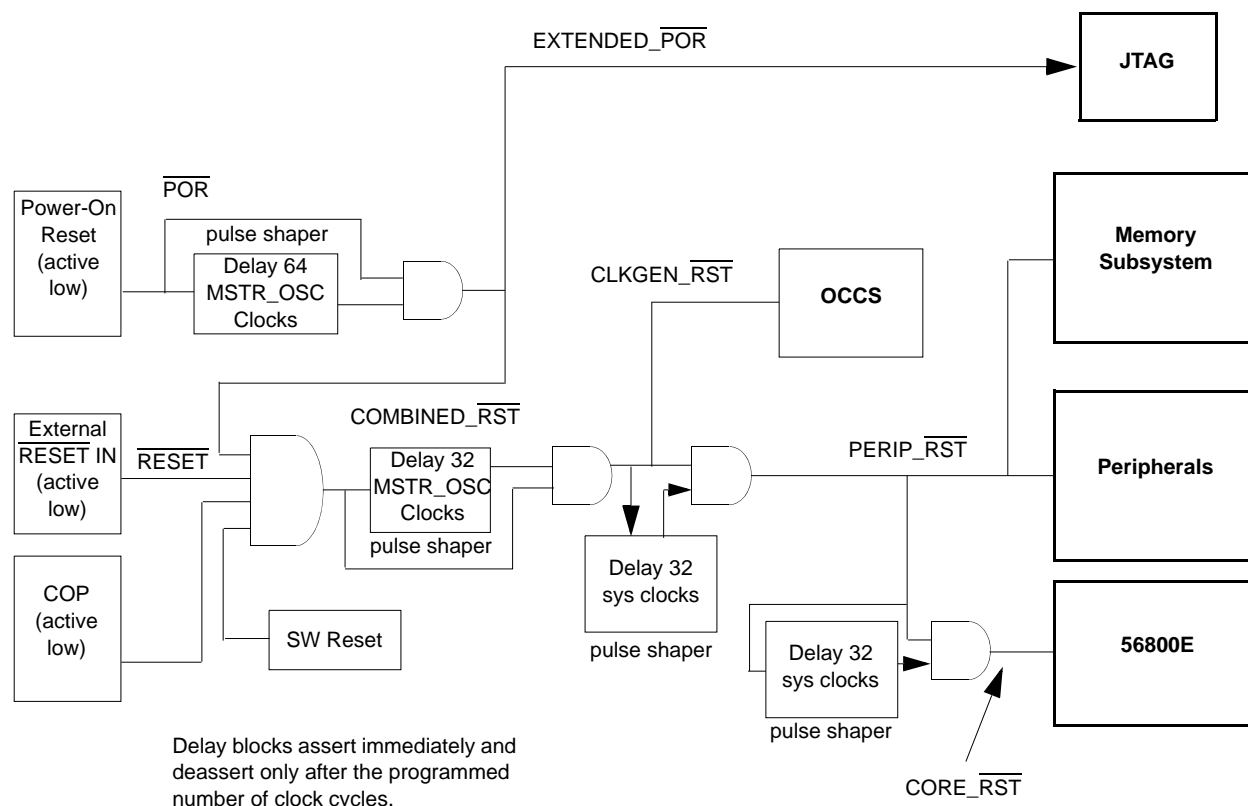 EXTENDED_POR
JTAG
POR
Power-On
Reset
(active
low)
pulse shaper
Delay 64
MSTR_OSC
Clocks
Memory
Subsystem
CLKGEN_RST
OCCS
External
RESET IN
(active
low)
RESET
COMBINED_RST
Delay 32
MSTR_OSC
Clocks
pulse shaper
PERIP_RST
Peripherals
COP
(active
low)
SW Reset
Delay 32
sys clocks
pulse shaper
Delay 32
sys clocks
pulse shaper
56800E
CORE_RST
Delay blocks assert immediately and
deassert only after the programmed
number of clock cycles.